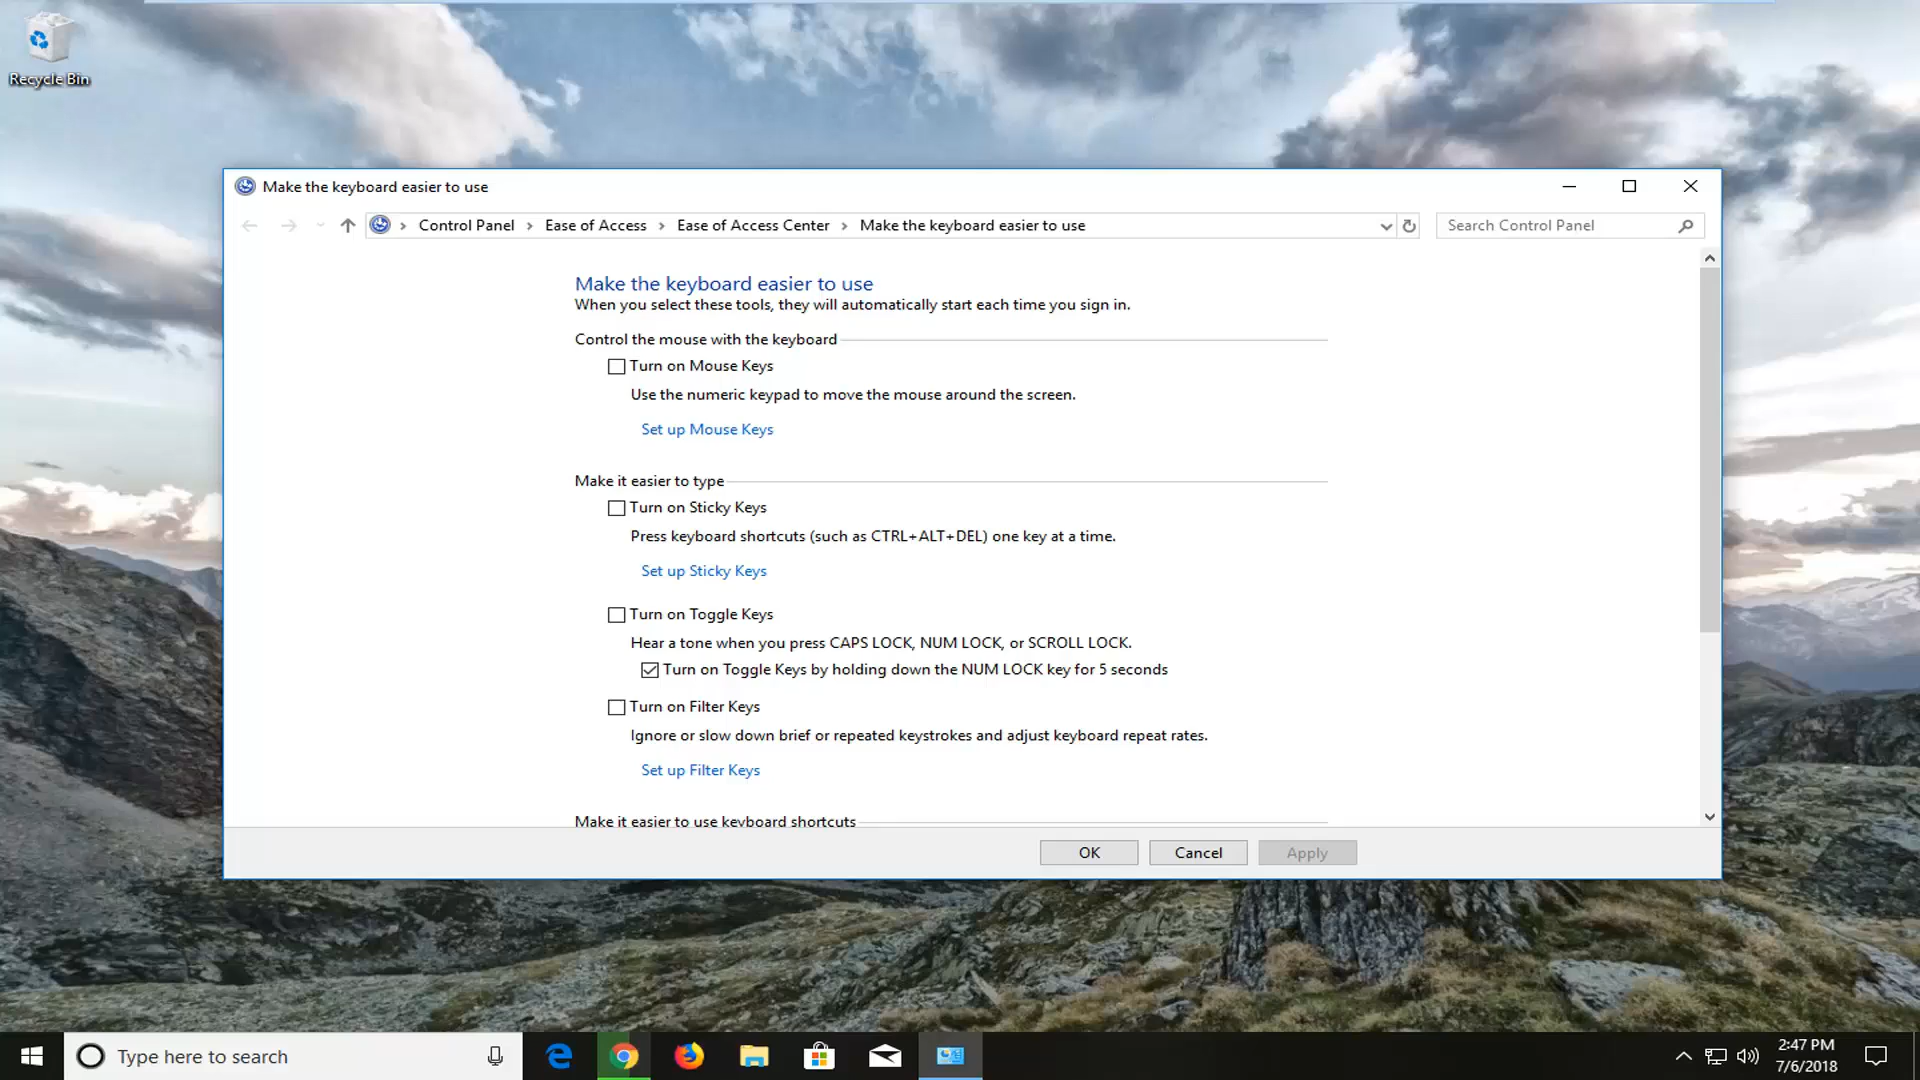 Recycle Bin
Make the keyboard easier to use
Control Panel Ease of Access Ease of Access Center Make the keyboard easier to use
Search Control Panel
Make the keyboard easier to use
When you select these tools, they will automatically start each time you sign in.
Control the mouse with the keyboard
Turn on Mouse Keys
Use the numeric keypad to move the mouse around the screen.
Set up Mouse Keys
Make it easier to type
Turn on Sticky Keys
Press keyboard shortcuts (such as CTRL+ALT+DEL) one key at a time.
Set up Sticky Keys
Turn on Toggle Keys
Hear a tone when you press CAPS LOCK, NUM LOCK, or SCROLL LOCK.
Turn on Toggle Keys by holding down the NUM LOCK key for 5 seconds
Turn on Filter Keys
Ignore or slow down brief or repeated keystrokes and adjust keyboard repeat rates.
Set up Filter Keys
Make it easier to use keyboard shortcuts
OK Cancel Apply
Type here to search
2:47 PM
7/6/2018